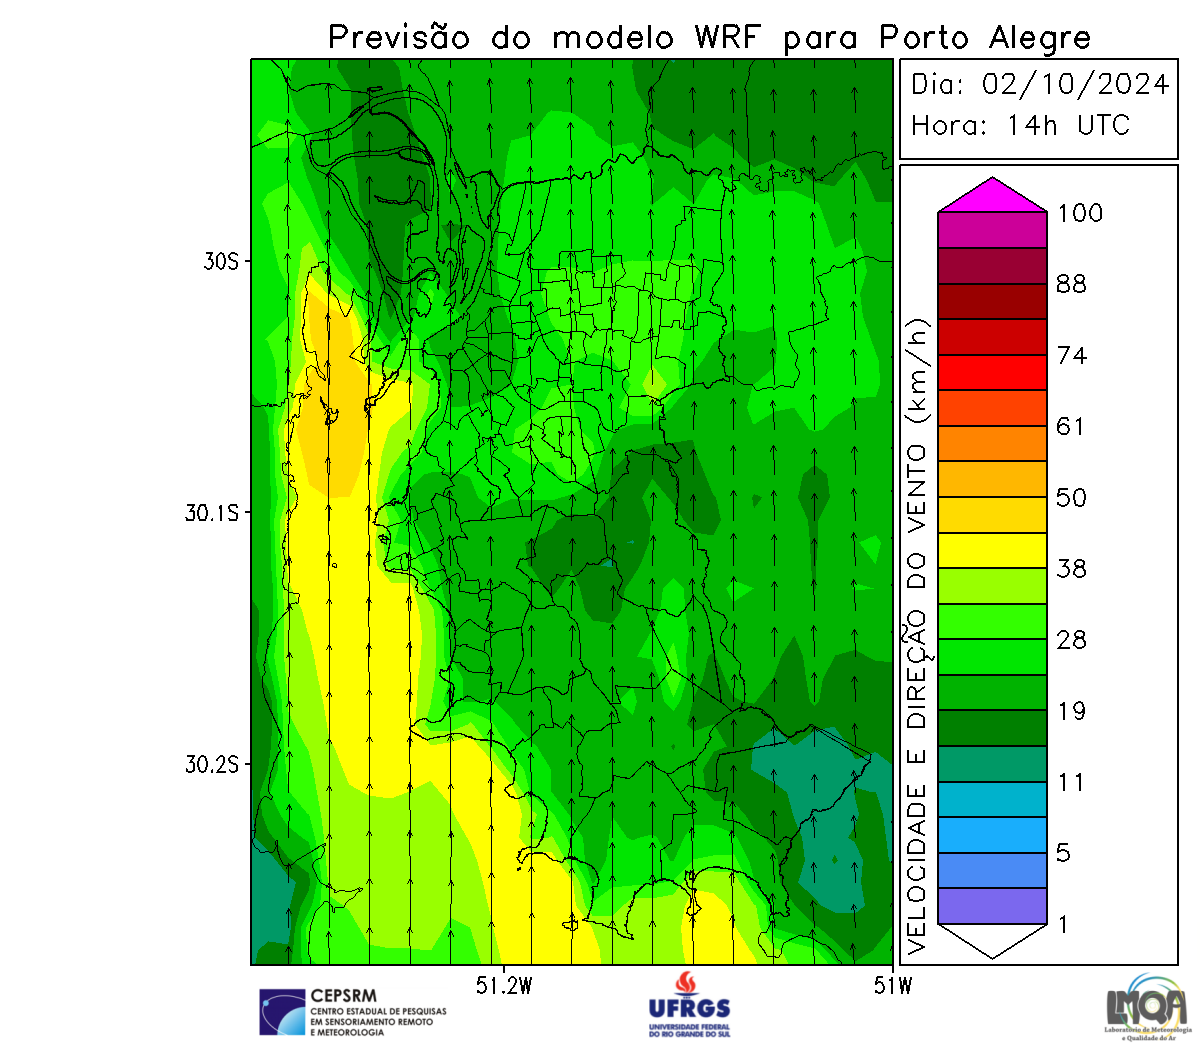 Previsão do modelo WRF para Porto Alegre
Dia: 02/10/2024
Hora: 14h UTC
30S
30.1S
30.2S
51.2W
51W
VELOCIDADE E DIREÇÃO DO VENTO (km/h)
100
88
74
61
50
38
28
19
11
5
1
CEPSRM
CENTRO ESTADUAL DE PESQUISAS
EM SENSORIAMENTO REMOTO
E METEOROLOGIA
UFRGS
UNIVERSIDADE FEDERAL
DO RIO GRANDE DO SUL
LMQA
Laboratório de Meteorologia
e Qualidade do Ar